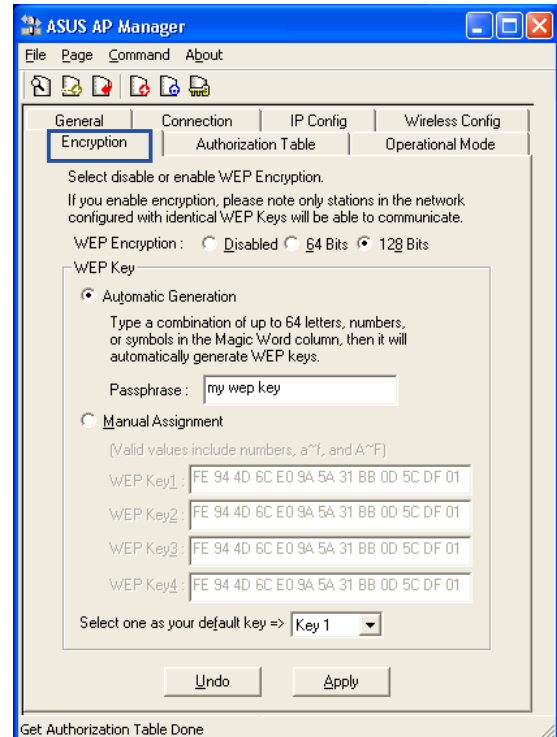 ASUS AP Manager
File Page Command About
General Connection IP Config Wireless Config
Encryption Authorization Table Operational Mode
Select disable or enable WEP Encryption.
If you enable encryption, please note only stations in the network
configured with identical WEP Keys will be able to communicate.
WEP Encryption : Disabled 64 Bits 128 Bits
WEP Key
Automatic Generation
Type a combination of up to 64 letters, numbers,
or symbols in the Magic Word column, then it will
automatically generate WEP keys.
Passphrase : my wep key
Manual Assignment
(Valid values include numbers, a~f, and A~F)
WEP Key1 : FE 94 4D 6C E0 9A 5A 31 BB 0D 5C DF 01
WEP Key2 : FE 94 4D 6C E0 9A 5A 31 BB 0D 5C DF 01
WEP Key3 : FE 94 4D 6C E0 9A 5A 31 BB 0D 5C DF 01
WEP Key4 : FE 94 4D 6C E0 9A 5A 31 BB 0D 5C DF 01
Select one as your default key => Key 1
Undo Apply
Get Authorization Table Done